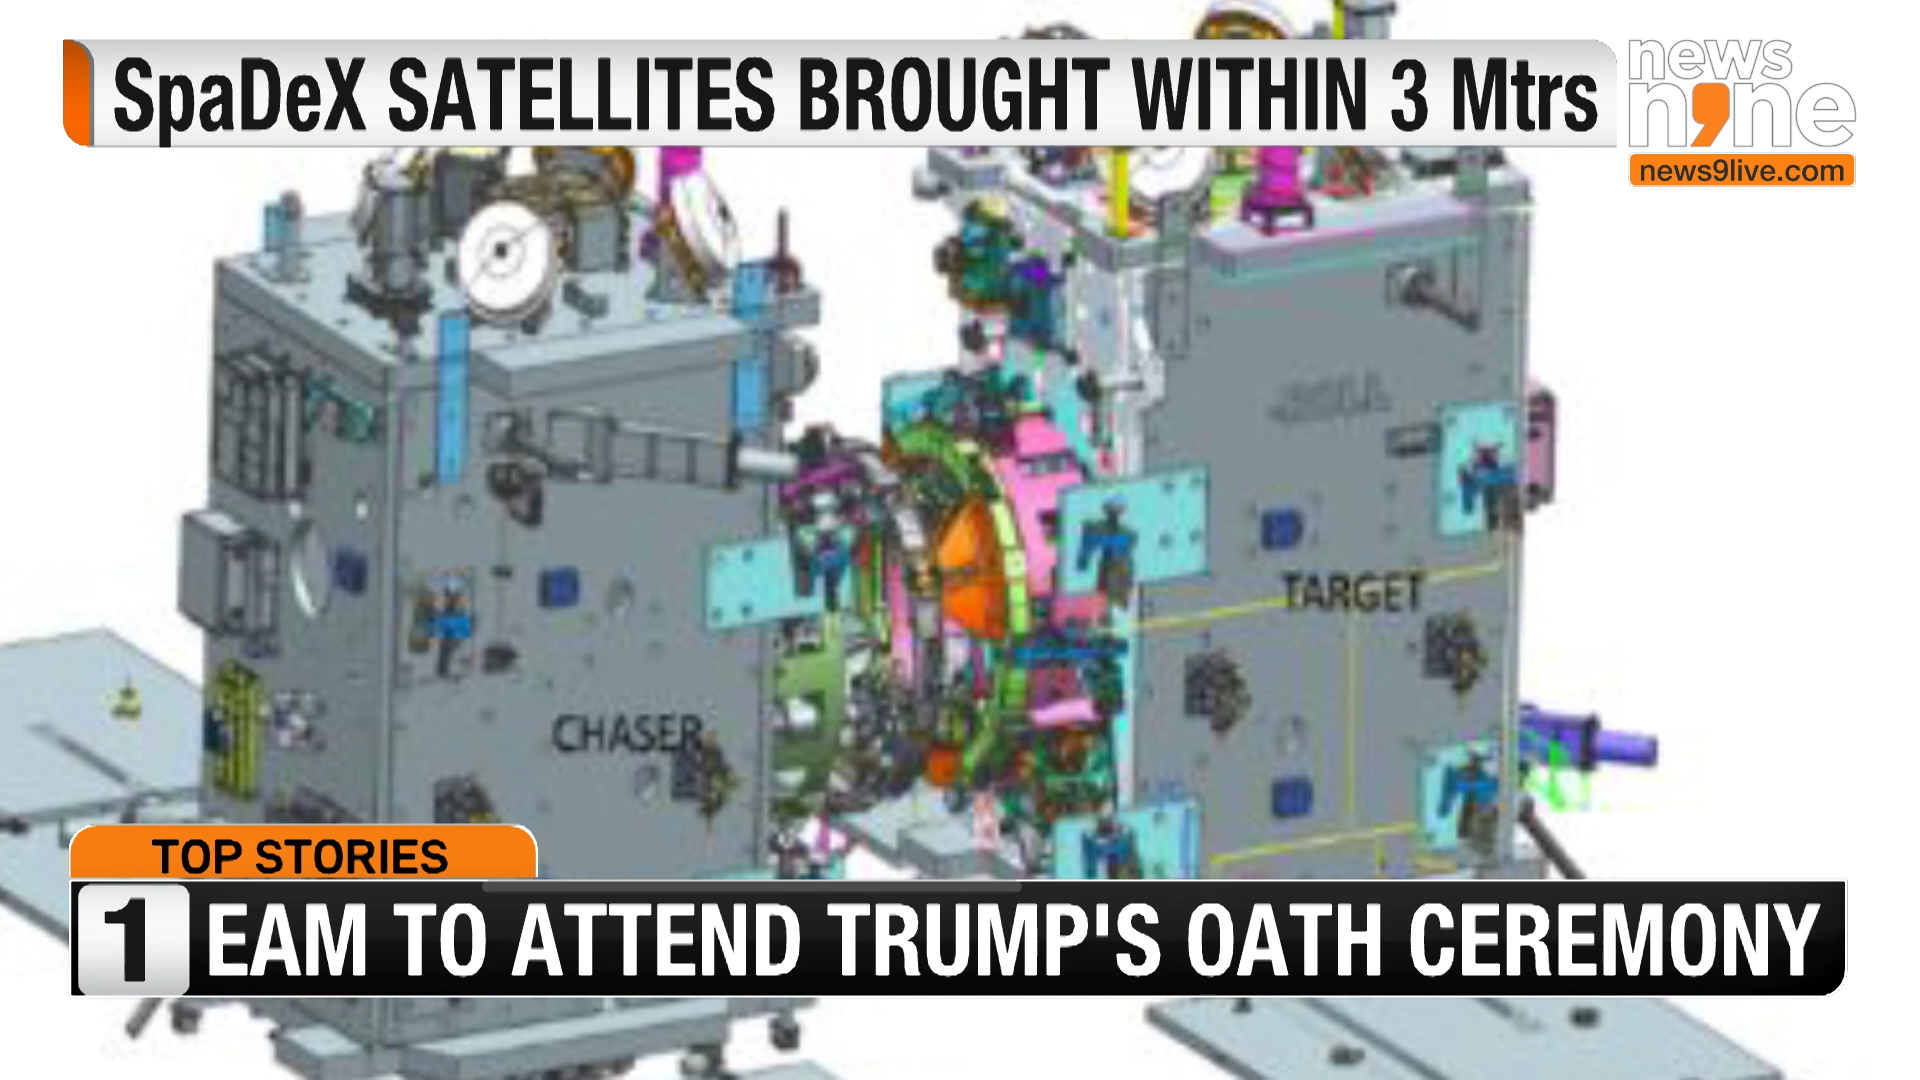 SpaDeX SATELLITES BROUGHT WITHIN 3 Mtrs
news
nine
news9live.com
TARGET
CHASER
TOP STORIES
1 EAM TO ATTEND TRUMP'S OATH CEREMONY